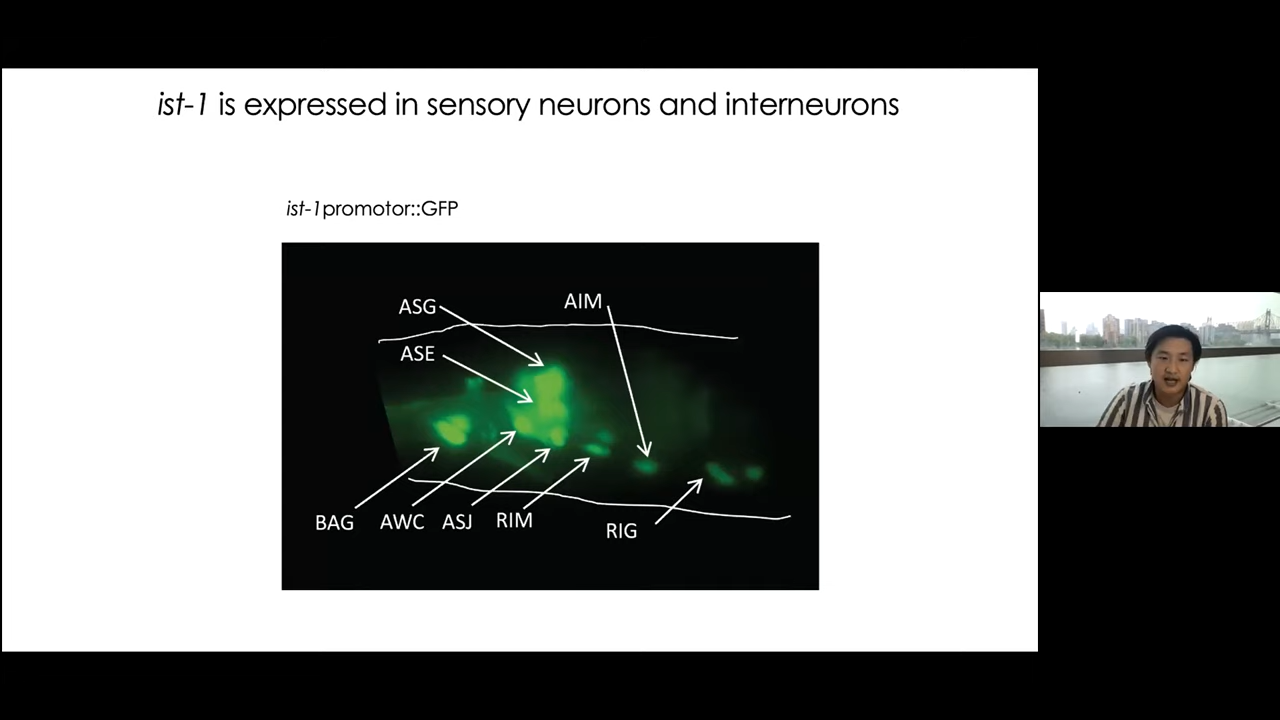 ist-1 is expressed in sensory neurons and interneurons
ist-1promotor::GFP
ASG
AIM
ASE
BAG
AWC
ASJ
RIM
RIG